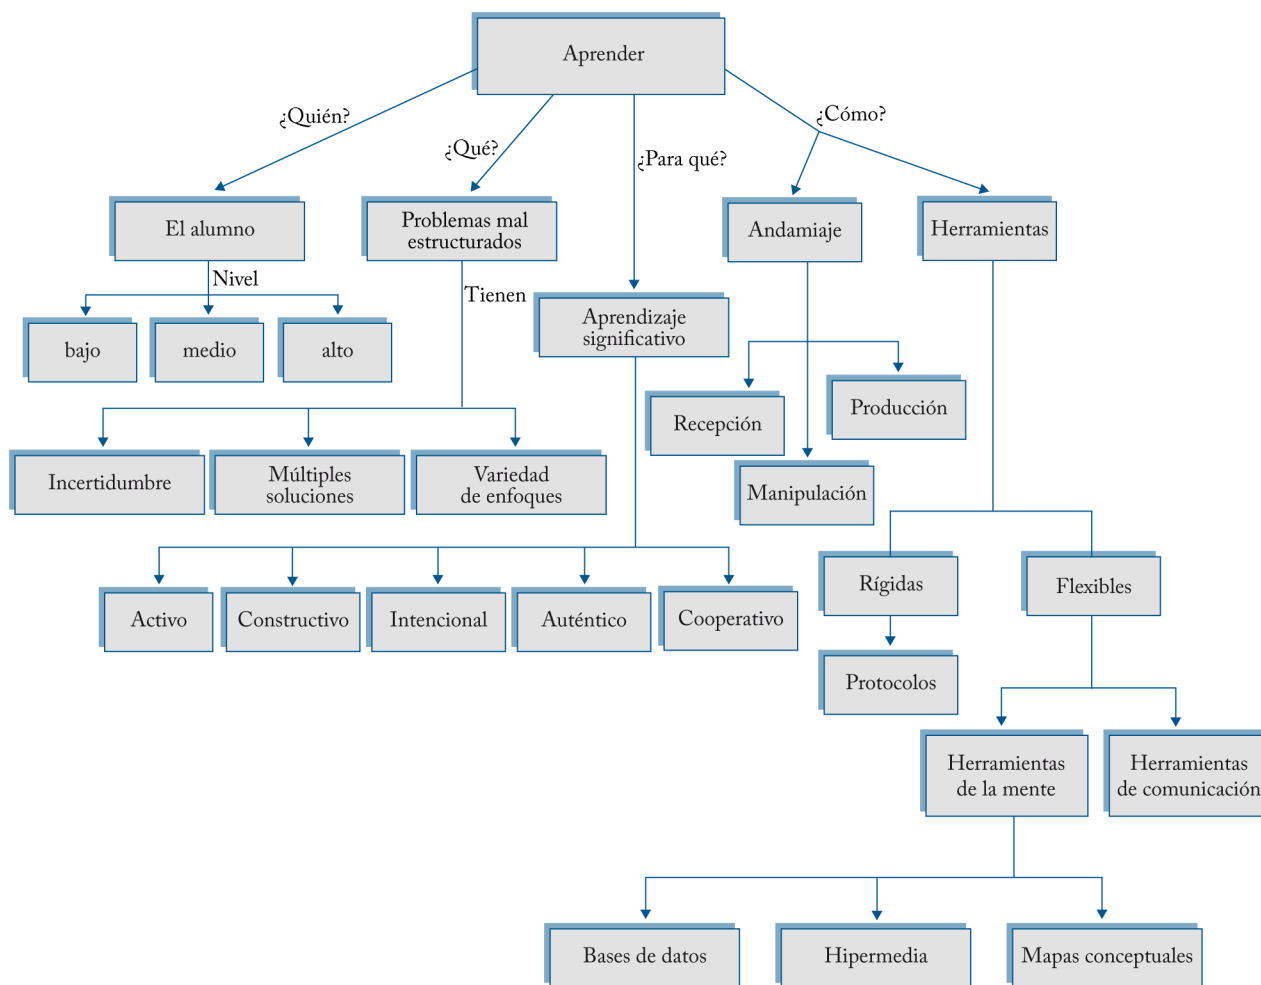 Aprender
¿Quién?
¿Qué?
¿Para qué?
¿Cómo?
El alumno
Problemas mal
estructurados
Andamiaje
Herramientas
Nivel
Tienen
bajo
medio
alto
Aprendizaje
significativo
Recepción
Producción
Manipulación
Incertidumbre
Múltiples
soluciones
Variedad
de enfoques
Rígidas
Flexibles
Activo
Constructivo
Intencional
Auténtico
Cooperativo
Protocolos
Herramientas
de la mente
Herramientas
de comunicación
Bases de datos
Hipermedia
Mapas conceptuales